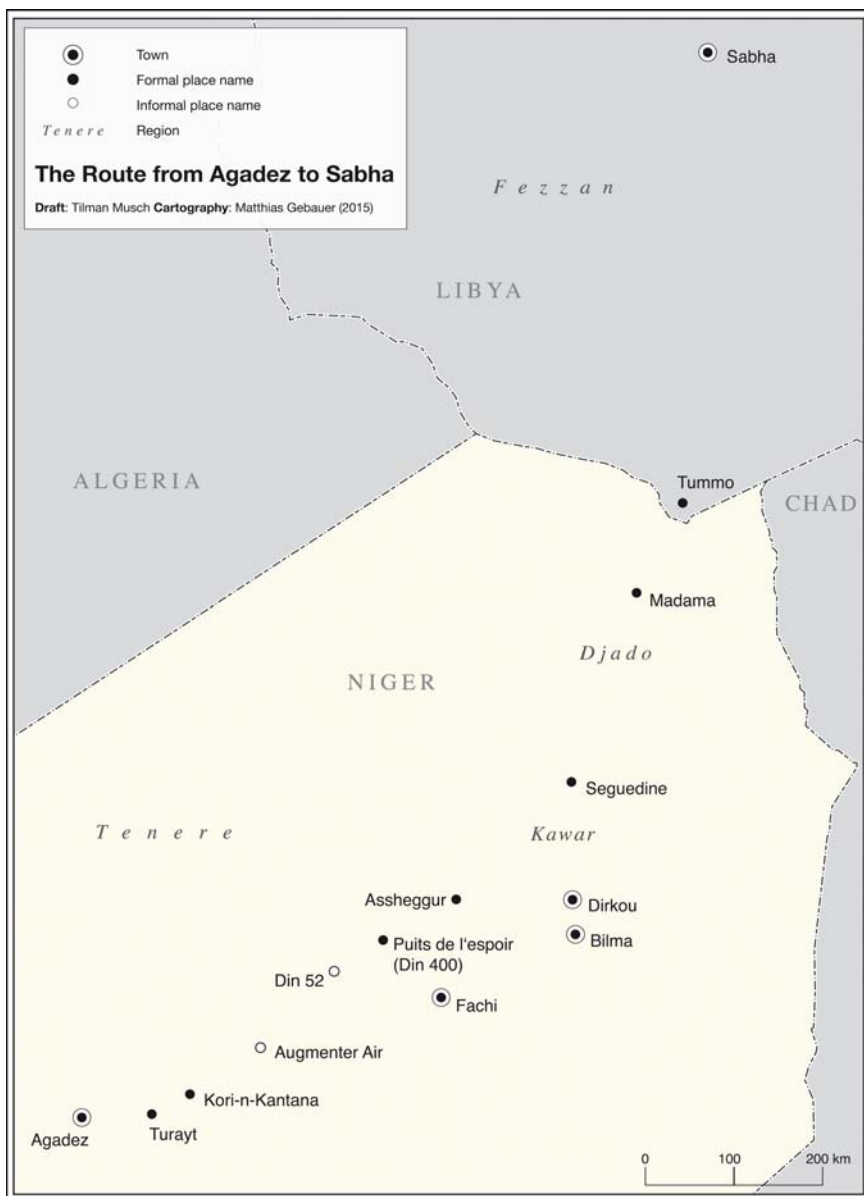 Town
Formal place name
Informal place name
Tenere Region
The Route from Agadez to Sabha
Draft: Tilman Musch Cartography: Matthias Gebauer (2015)
Sabha
Fezzan
LIBYA
ALGERIA
Tummo
CHAD
Madama
Djado
NIGER
Seguedine
Tenere
Kawar
Assheggur
Dirkou
Puits de l'espoir
(Din 400)
Bilma
Din 52
Fachi
Augmenter Air
Kori-n-Kantana
Agadez
Turayt
0 100 200 km